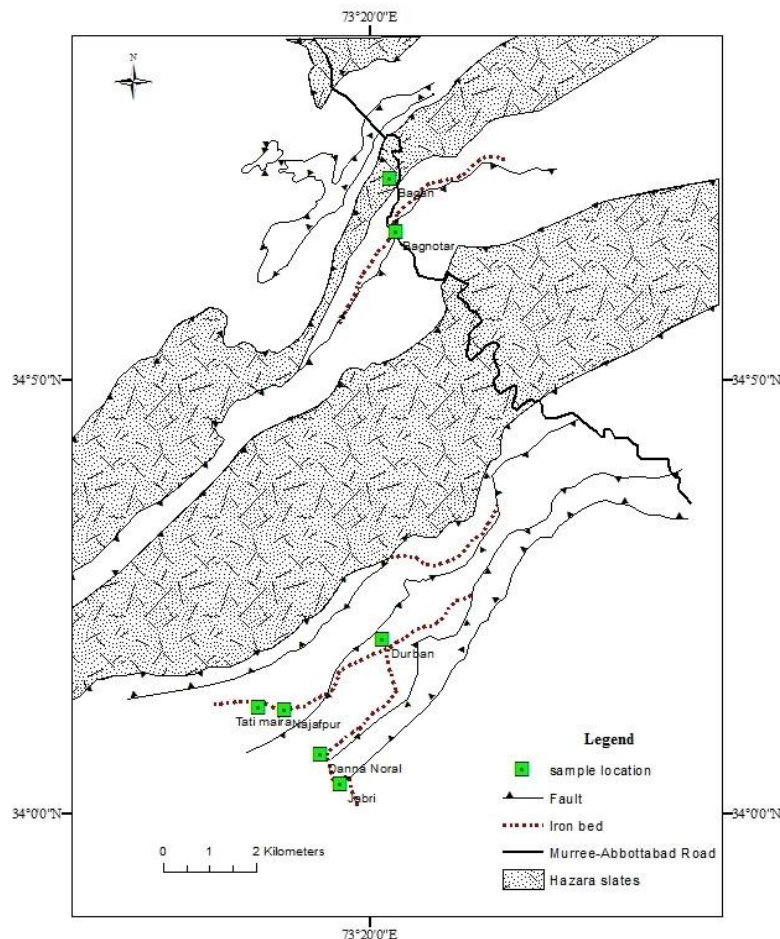 73°20'0"E
N
Bagan
Bagnotar
34°5'0"N
34°5'0"N
Durban
Tati maira
Najafpur
Danna Noral
Jabri
Legend
sample location
Fault
Iron bed
Murree-Abbottabad Road
Hazara slates
34°0'0"N
34°0'0"N
0 1 2 Kilometers
73°20'0"E